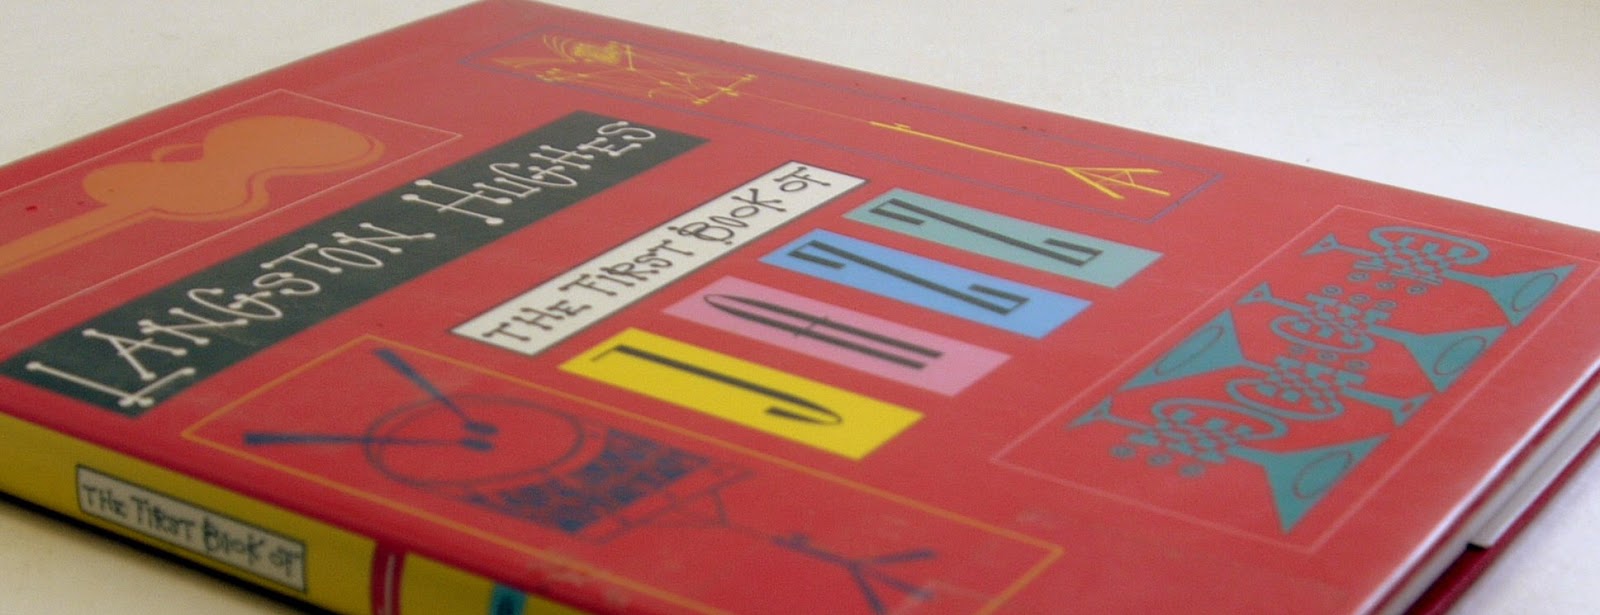 LANGSTON HUGHES
THE FIRST BOOK OF
JAZZ
THE FIRST BOOK OF